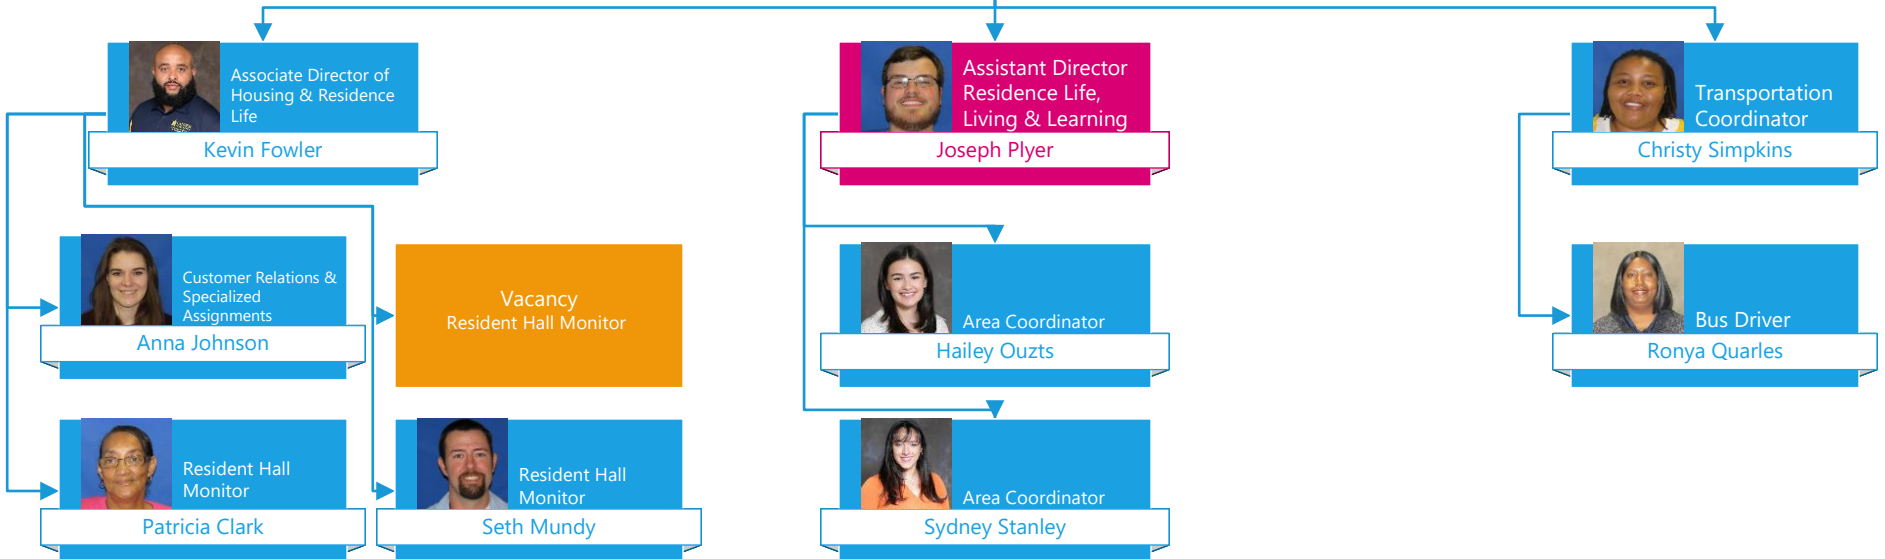 Associate Director of
Housing & Residence
Life
Kevin Fowler
Assistant Director
Residence Life,
Living & Learning
Joseph Plyer
Transportation
Coordinator
Christy Simpkins
Customer Relations &
Specialized
Assignments
Anna Johnson
Vacancy
Resident Hall Monitor
Area Coordinator
Hailey Ouzts
Bus Driver
Ronya Quarles
Resident Hall
Monitor
Patricia Clark
Resident Hall
Monitor
Seth Mundy
Area Coordinator
Sydney Stanley